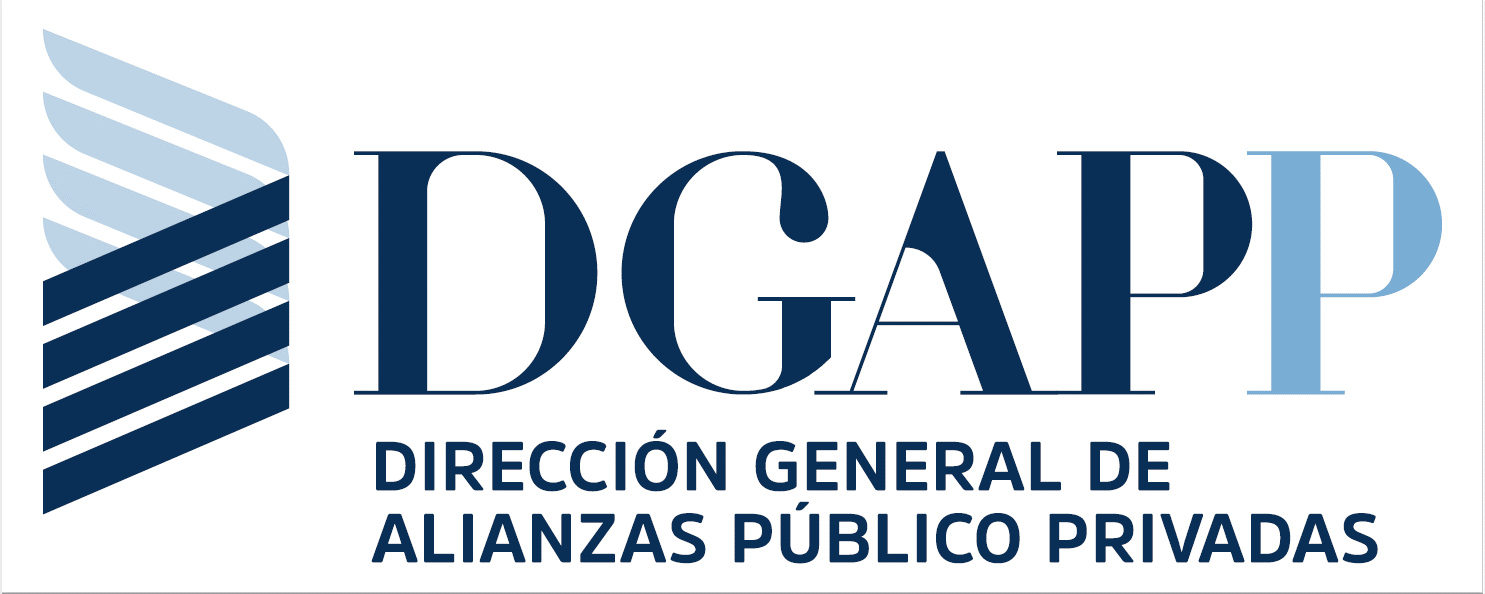 DGAPP
DIRECCIÓN GENERAL DE
ALIANZAS PÚBLICO PRIVADAS